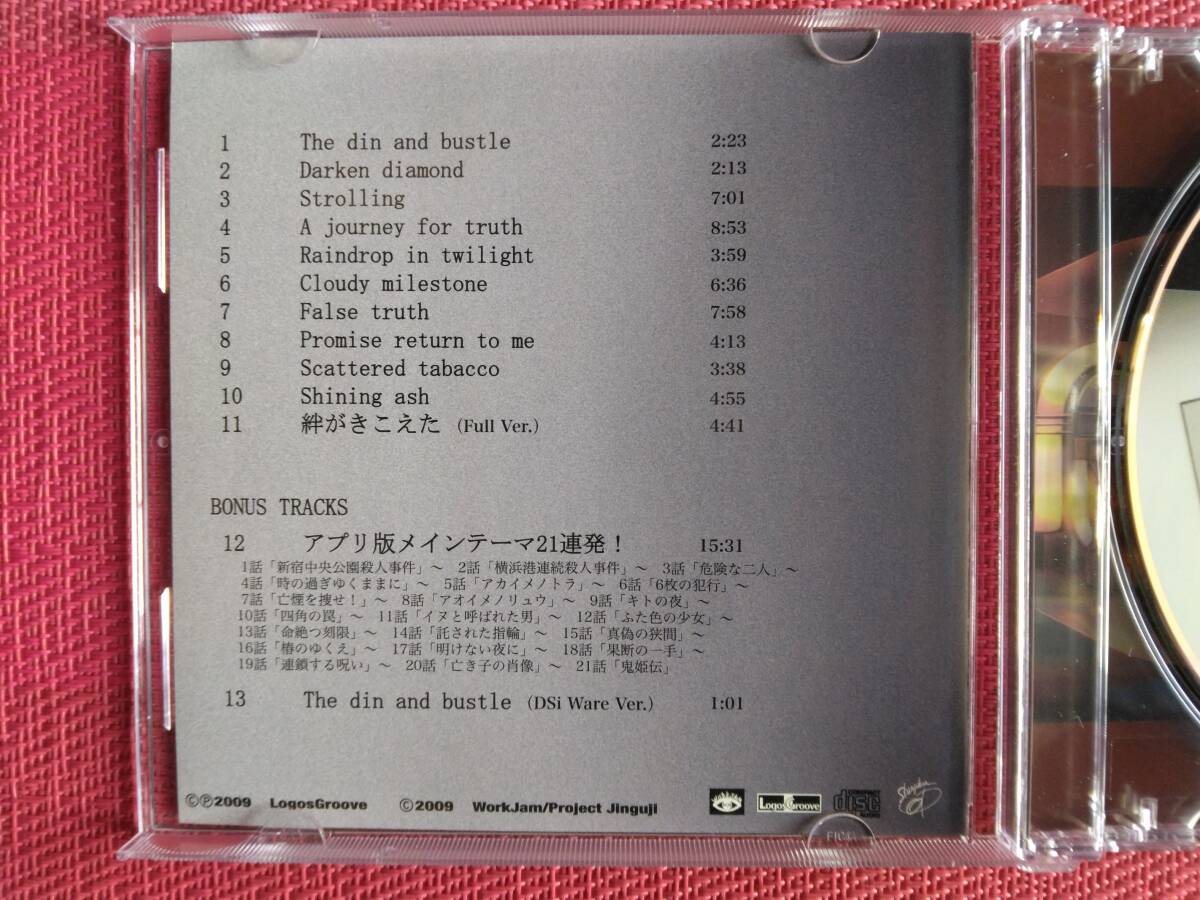 1 The din and bustle 2:23
2 Darken diamond 2:13
3 Strolling 7:01
4 A journey for truth 8:53
5 Raindrop in twilight 3:59
6 Cloudy milestone 6:36
7 False truth 7:58
8 Promise return to me 4:13
9 Scattered tabacco 3:38
10 Shining ash 4:55
11 絆がきこえた (Full Ver.) 4:41
BONUS TRACKS
12 アプリ版メインテーマ21連発！ 15:31
1話「新宿中央公園殺人事件」～ 2話「横浜港連続殺人事件」～ 3話「危険な二人」～
4話「時の過ぎゆくままに」～ 5話「アカイメノトラ」～ 6話「6枚の犯行」～
7話「亡煙を捜せ！」～ 8話「アオイメノリュウ」～ 9話「キトの夜」～
10話「四角の罠」～ 11話「イヌと呼ばれた男」～ 12話「ふた色の少女」～
13話「命絶つ刻限」～ 14話「託された指輪」～ 15話「真偽の狭間」～
16話「椿のゆくえ」～ 17話「明けない夜に」～ 18話「果断の一手」～
19話「連鎖する呪い」～ 20話「亡き子の肖像」～ 21話「鬼姫伝」
13 The din and bustle (DSi Ware Ver.) 1:01
©℗2009 LogosGroove ©2009 WorkJam/Project Jinguji
LogosGroove
COMPACT disc DIGITAL AUDIO